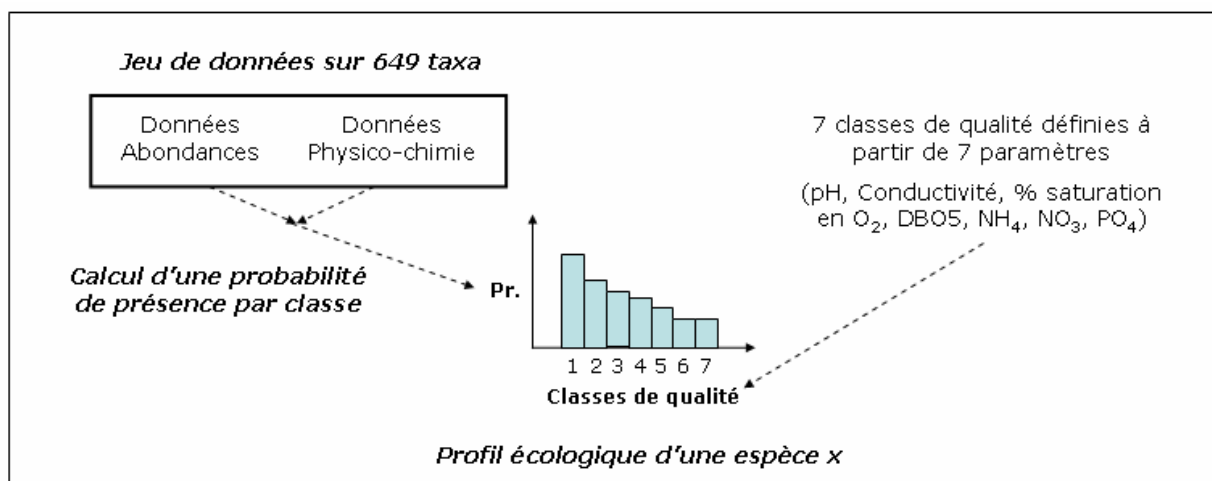 Jeu de données sur 649 taxa
Données Données
Abondances Physico-chimie
7 classes de qualité définies à
partir de 7 paramètres
(pH, Conductivité, % saturation
en O₂, DBO5, NH₄, NO₃, PO₄)
Calcul d'une probabilité
de présence par classe
Pr.
1 2 3 4 5 6 7
Classes de qualité
Profil écologique d'une espèce x